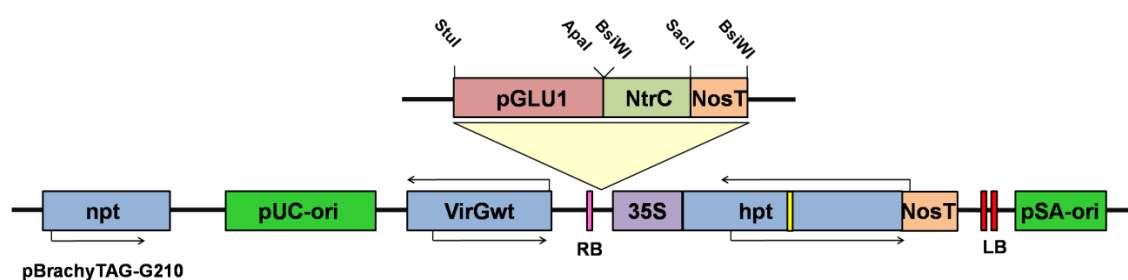 StuI ApaI BsiWI SacI BsiWI
pGLU1 NtrC NosT
npt pUC-ori VirGwt 35S hpt NosT pSA-ori
RB LB
pBrachyTAG-G210